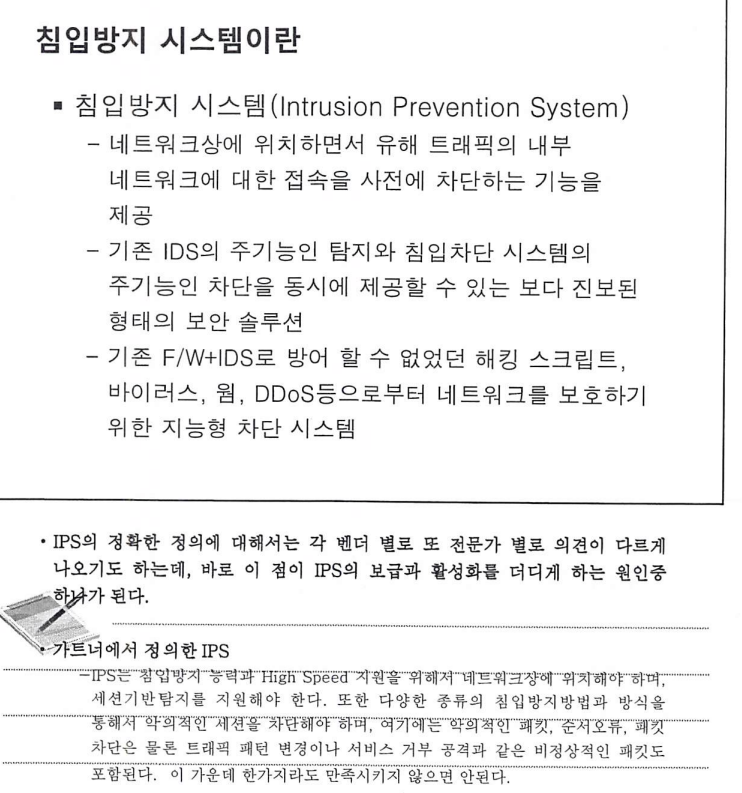 침입방지 시스템이란
▪ 침입방지 시스템(Intrusion Prevention System)
– 네트워크상에 위치하면서 유해 트래픽의 내부
네트워크에 대한 접속을 사전에 차단하는 기능을
제공
– 기존 IDS의 주기능인 탐지와 침입차단 시스템의
주기능인 차단을 동시에 제공할 수 있는 보다 진보된
형태의 보안 솔루션
– 기존 F/W+IDS로 방어 할 수 없었던 해킹 스크립트,
바이러스, 웜, DDoS등으로부터 네트워크를 보호하기
위한 지능형 차단 시스템
• IPS의 정확한 정의에 대해서는 각 벤더 별로 또 전문가 별로 의견이 다르게
나오기도 하는데, 바로 이 점이 IPS의 보급과 활성화를 더디게 하는 원인중
하나가 된다.
• 가트너에서 정의한 IPS
–IPS는 침입방지 능력과 High Speed 지원을 위해서 네트워크상에 위치해야 하며,
세션기반탐지를 지원해야 한다. 또한 다양한 종류의 침입방지방법과 방식을
통해서 악의적인 세션을 차단해야 하며, 여기에는 악의적인 패킷, 순서오류, 패킷
차단은 물론 트래픽 패턴 변경이나 서비스 거부 공격과 같은 비정상적인 패킷도
포함된다. 이 가운데 한가지라도 만족시키지 않으면 안된다.